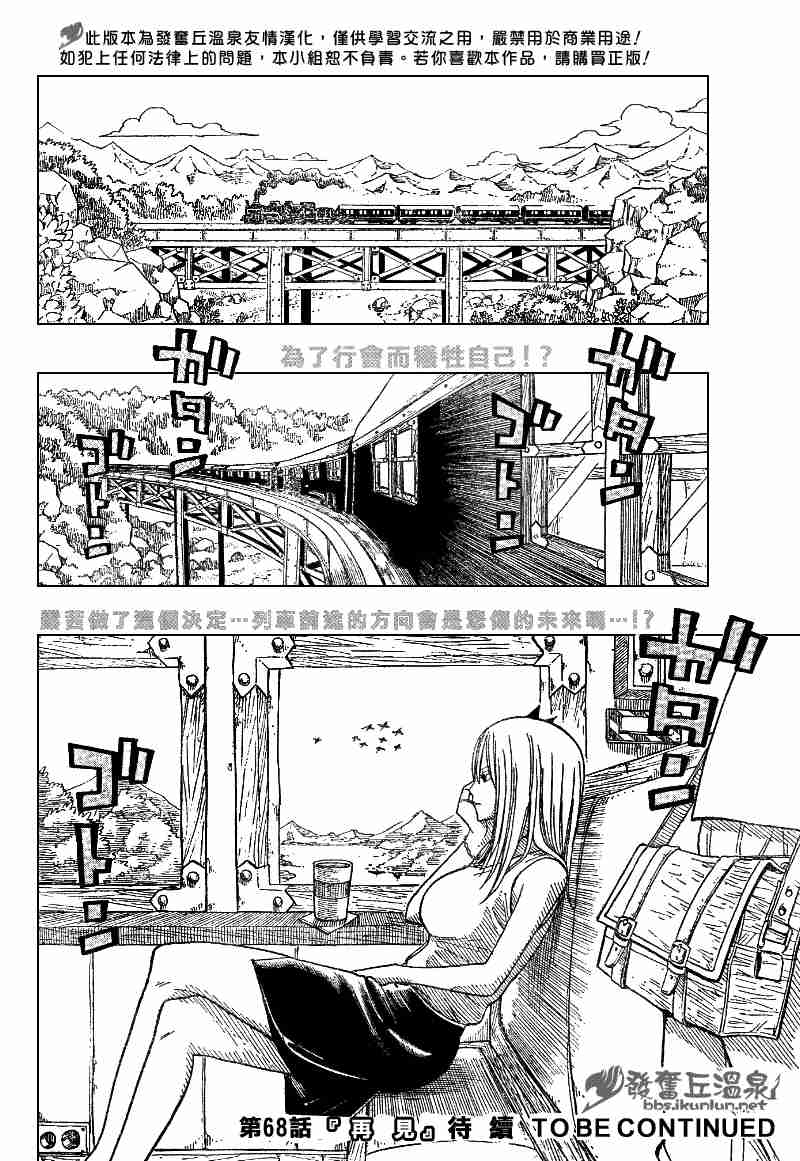 此版本為發奮丘溫泉友情漢化，僅供學習交流之用，嚴禁用於商業用途！
如犯上任何法律上的問題，本小組恕不負責。若你喜歡本作品，請購買正版！
為了行會而犧牲自己！？
ガタン
ゴトン
ガタン
ゴトン
露茜做了這個決定…列車前進的方向會是悲傷的未來嗎…！？
ガタン
ゴトン
發奮丘溫泉
bbs.ikunlun.net
第68話『再見』待續 TO BE CONTINUED